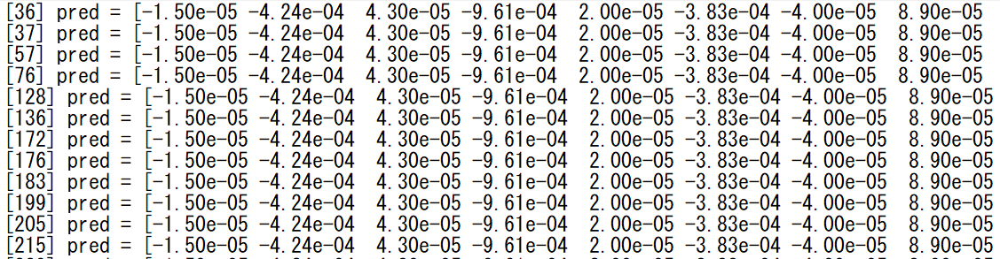 [36] pred = [-1.50e-05 -4.24e-04  4.30e-05 -9.61e-04  2.00e-05 -3.83e-04 -4.00e-05  8.90e-05
[37] pred = [-1.50e-05 -4.24e-04  4.30e-05 -9.61e-04  2.00e-05 -3.83e-04 -4.00e-05  8.90e-05
[57] pred = [-1.50e-05 -4.24e-04  4.30e-05 -9.61e-04  2.00e-05 -3.83e-04 -4.00e-05  8.90e-05
[76] pred = [-1.50e-05 -4.24e-04  4.30e-05 -9.61e-04  2.00e-05 -3.83e-04 -4.00e-05  8.90e-05
[128] pred = [-1.50e-05 -4.24e-04  4.30e-05 -9.61e-04  2.00e-05 -3.83e-04 -4.00e-05  8.90e-05
[136] pred = [-1.50e-05 -4.24e-04  4.30e-05 -9.61e-04  2.00e-05 -3.83e-04 -4.00e-05  8.90e-05
[172] pred = [-1.50e-05 -4.24e-04  4.30e-05 -9.61e-04  2.00e-05 -3.83e-04 -4.00e-05  8.90e-05
[176] pred = [-1.50e-05 -4.24e-04  4.30e-05 -9.61e-04  2.00e-05 -3.83e-04 -4.00e-05  8.90e-05
[183] pred = [-1.50e-05 -4.24e-04  4.30e-05 -9.61e-04  2.00e-05 -3.83e-04 -4.00e-05  8.90e-05
[199] pred = [-1.50e-05 -4.24e-04  4.30e-05 -9.61e-04  2.00e-05 -3.83e-04 -4.00e-05  8.90e-05
[205] pred = [-1.50e-05 -4.24e-04  4.30e-05 -9.61e-04  2.00e-05 -3.83e-04 -4.00e-05  8.90e-05
[215] pred = [-1.50e-05 -4.24e-04  4.30e-05 -9.61e-04  2.00e-05 -3.83e-04 -4.00e-05  8.90e-05